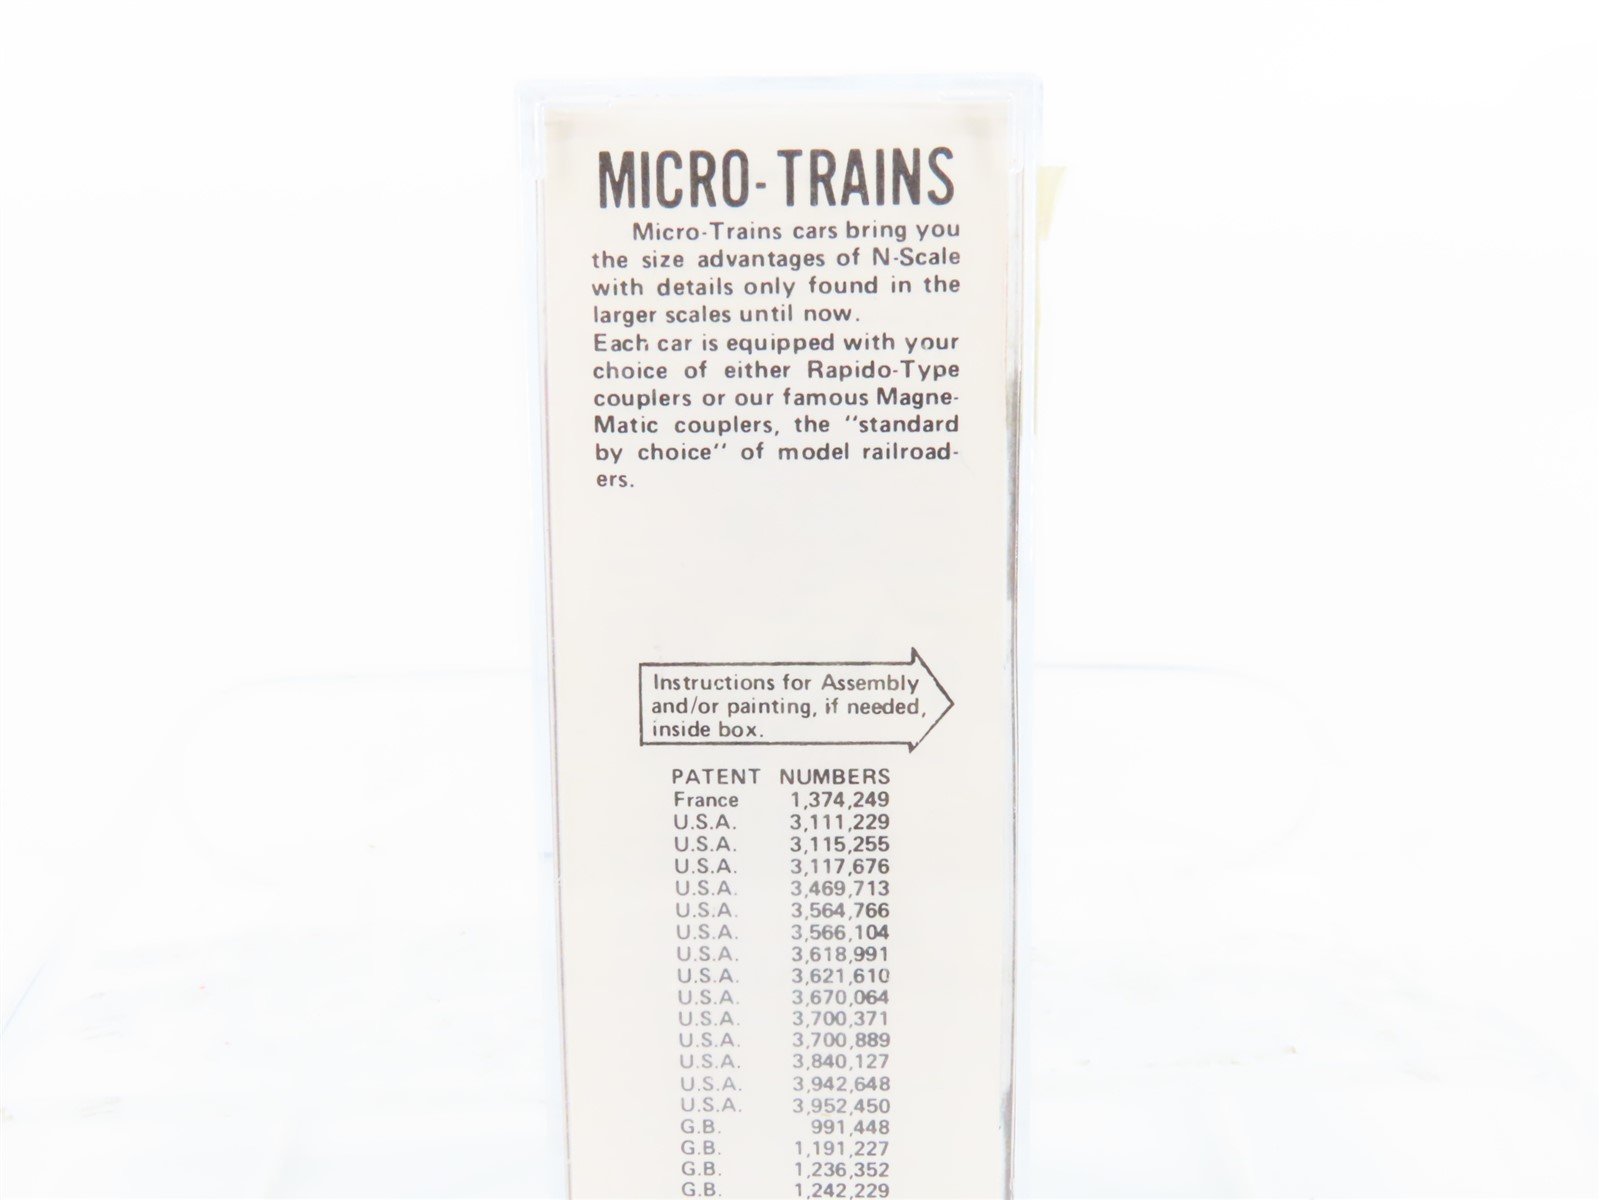 MICRO-TRAINS
Micro-Trains cars bring you
the size advantages of N-Scale
with details only found in the
larger scales until now.
Each car is equipped with your
choice of either Rapido-Type
couplers or our famous Magne-
Matic couplers, the "standard
by choice" of model railroad-
ers.
Instructions for Assembly
and/or painting, if needed,
inside box.
PATENT NUMBERS
France 1,374,249
U.S.A. 3,111,229
U.S.A. 3,115,255
U.S.A. 3,117,676
U.S.A. 3,469,713
U.S.A. 3,564,766
U.S.A. 3,566,104
U.S.A. 3,618,991
U.S.A. 3,621,610
U.S.A. 3,670,064
U.S.A. 3,700,371
U.S.A. 3,700,889
U.S.A. 3,840,127
U.S.A. 3,942,648
U.S.A. 3,952,450
G.B. 991,448
G.B. 1,191,227
G.B. 1,236,352
G.B. 1,242,229